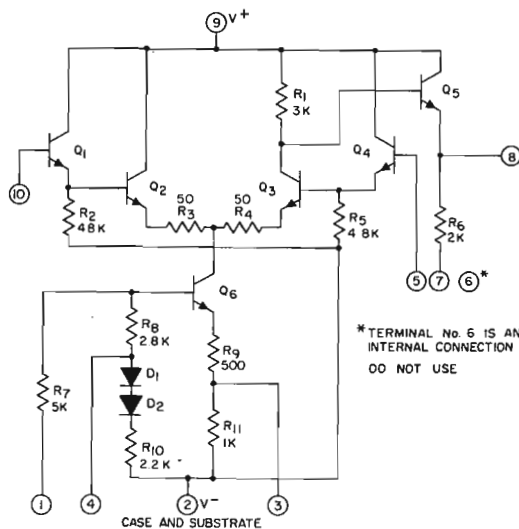 9 V+
Q1
Q2
R1
3K
Q5
Q4
Q3
8
10
R2
48K
50
R3
50
R4
R5
4 8K
R6
2K
5
7
6*
Q6
R8
2.8K
R9
500
* TERMINAL No. 6 IS AN
INTERNAL CONNECTION
DO NOT USE
R7
5K
D1
D2
R10
2.2K
R11
1K
1
4
2 V-
3
CASE AND SUBSTRATE